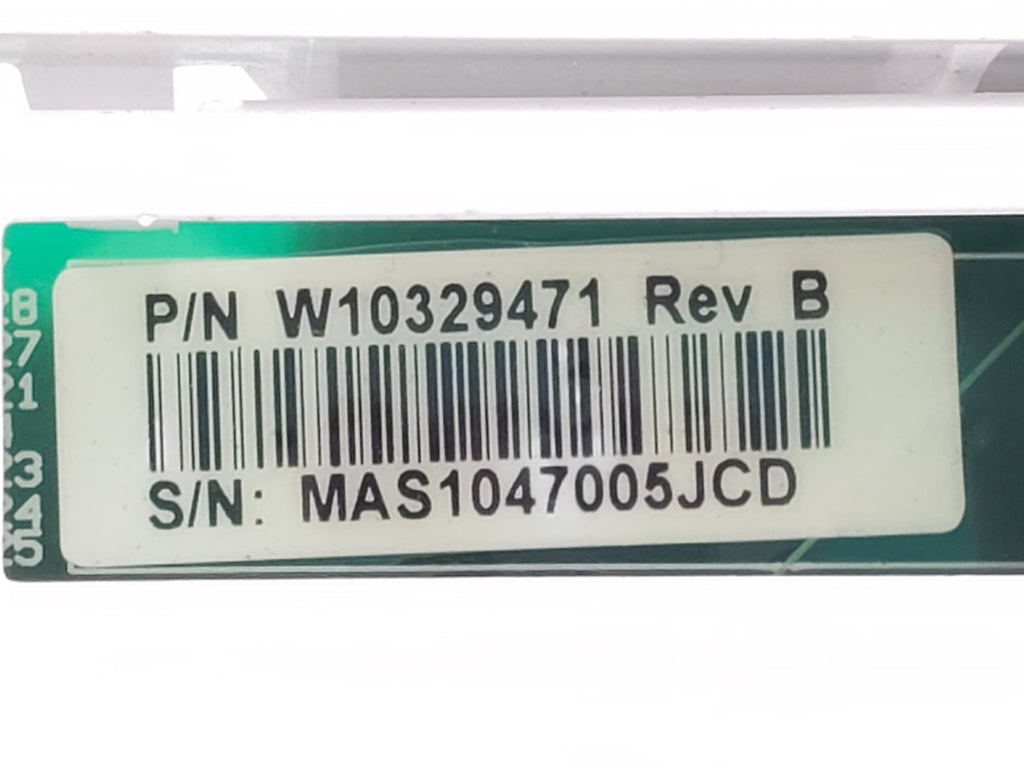 P/N W10329471 Rev B
S/N: MAS1047005JCD